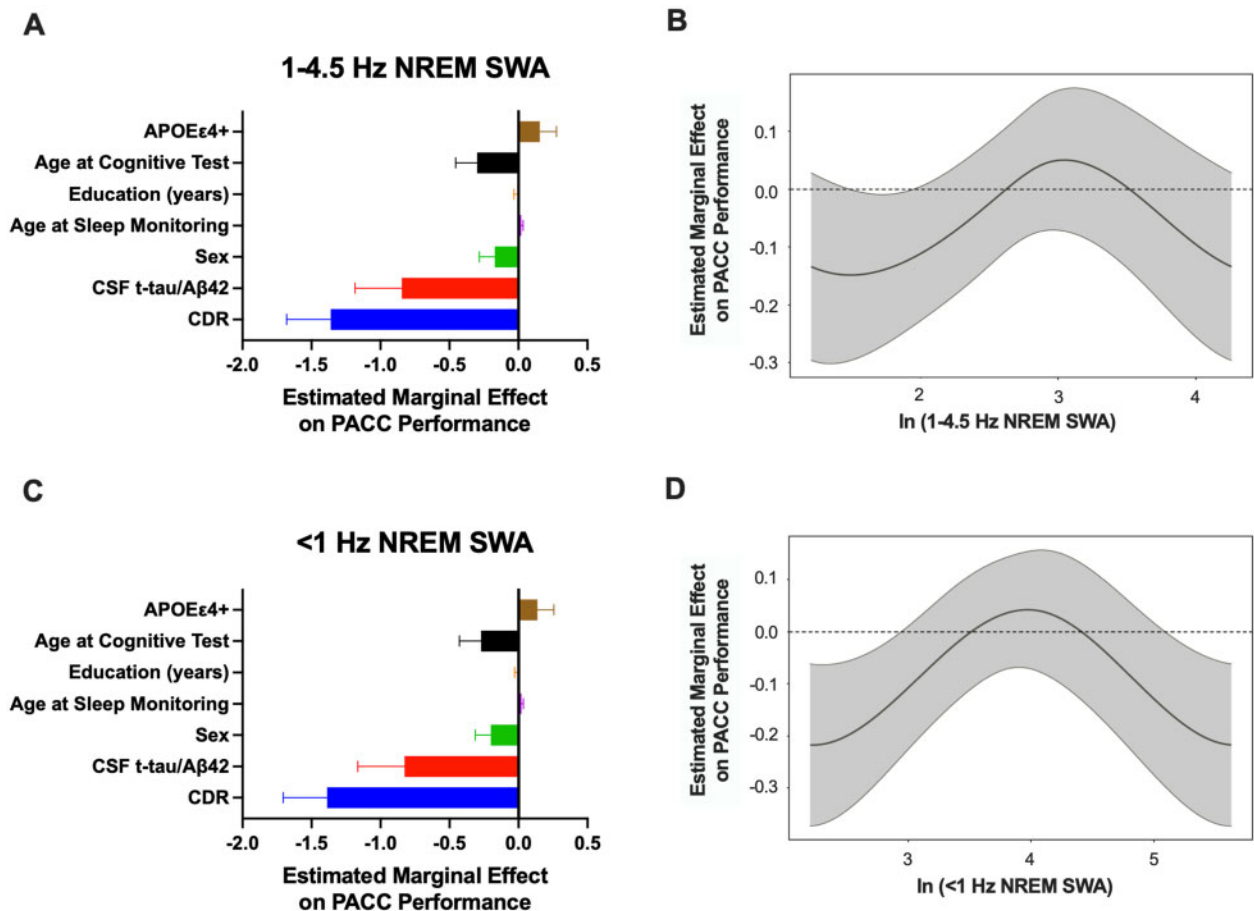 A
1-4.5 Hz NREM SWA
APOEε4+
Age at Cognitive Test
Education (years)
Age at Sleep Monitoring
Sex
CSF t-tau/Aβ42
CDR
-2.0 -1.5 -1.0 -0.5 0.0 0.5
Estimated Marginal Effect
on PACC Performance
B
Estimated Marginal Effect
on PACC Performance
0.1
0.0
-0.1
-0.2
-0.3
2 3 4
ln (1-4.5 Hz NREM SWA)
C
<1 Hz NREM SWA
APOEε4+
Age at Cognitive Test
Education (years)
Age at Sleep Monitoring
Sex
CSF t-tau/Aβ42
CDR
-2.0 -1.5 -1.0 -0.5 0.0 0.5
Estimated Marginal Effect
on PACC Performance
D
Estimated Marginal Effect
on PACC Performance
0.1
0.0
-0.1
-0.2
-0.3
3 4 5
ln (<1 Hz NREM SWA)